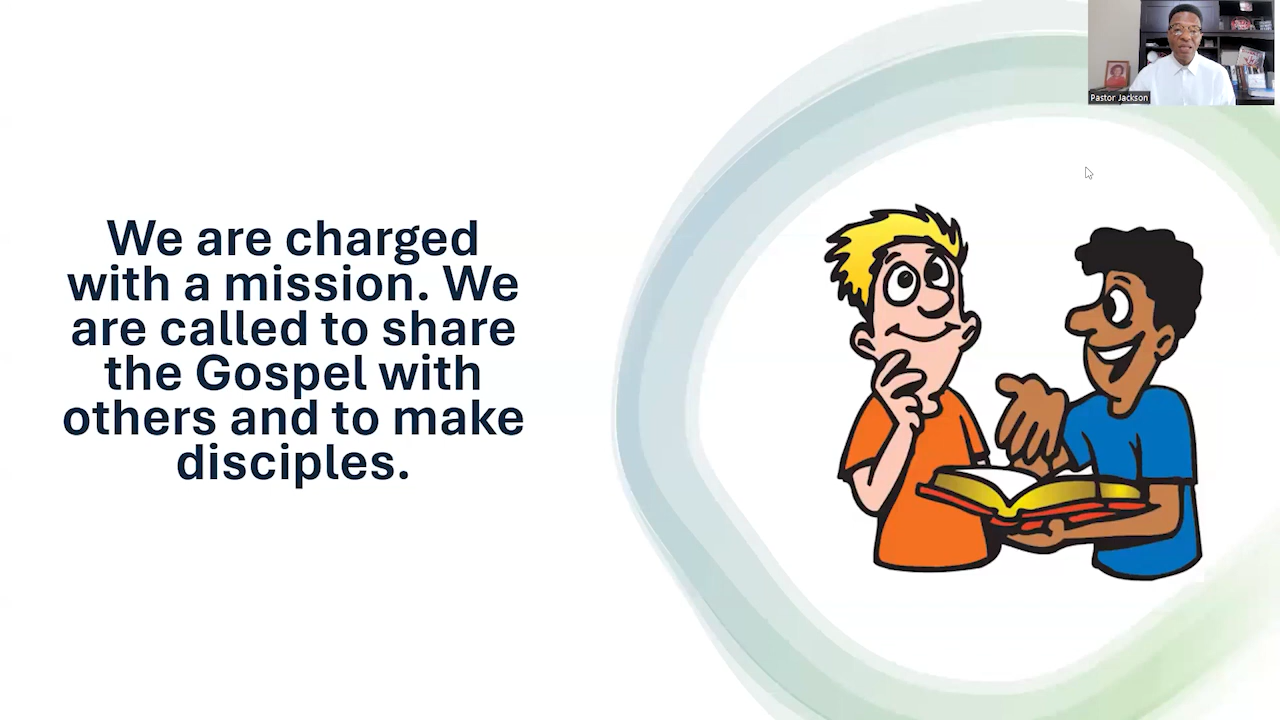 We are charged
with a mission. We
are called to share
the Gospel with
others and to make
disciples.
Pastor Jackson